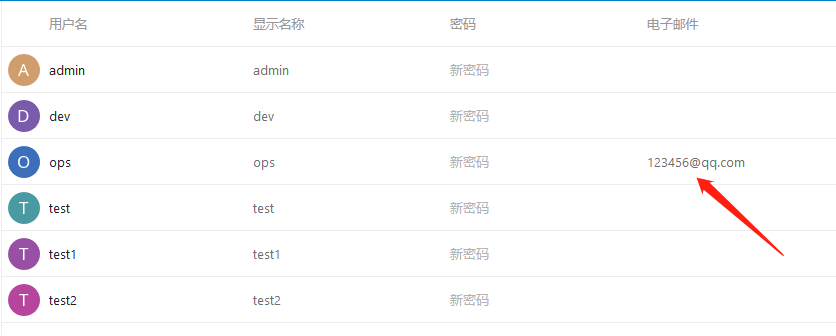 用户名 显示名称 密码 电子邮件
A admin admin 新密码
D dev dev 新密码
O ops ops 新密码 123456@qq.com
T test test 新密码
T test1 test1 新密码
T test2 test2 新密码